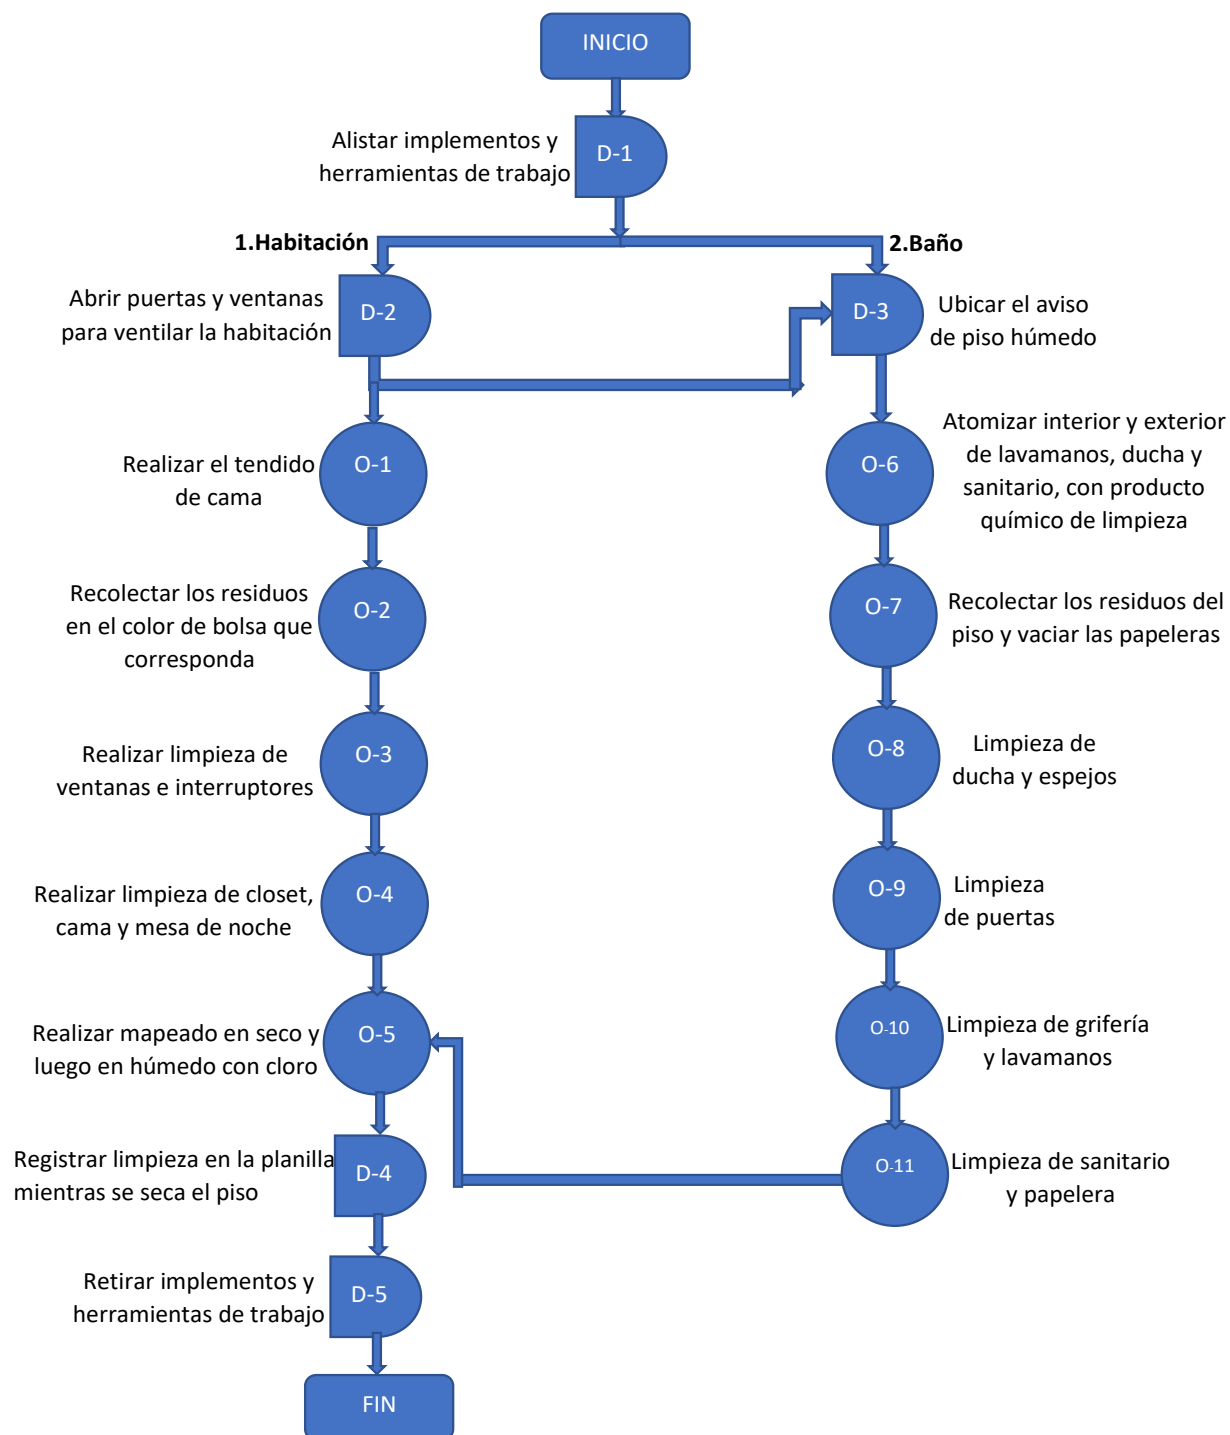 INICIO
Alistar implementos y
herramientas de trabajo
D-1
1.Habitación
2.Baño
Abrir puertas y ventanas
para ventilar la habitación
D-2
D-3
Ubicar el aviso
de piso húmedo
Realizar el tendido
de cama
O-1
O-6
Atomizar interior y exterior
de lavamanos, ducha y
sanitario, con producto
químico de limpieza
Recolectar los residuos
en el color de bolsa que
corresponda
O-2
O-7
Recolectar los residuos del
piso y vaciar las papeleras
Realizar limpieza de
ventanas e interruptores
O-3
O-8
Limpieza de
ducha y espejos
Realizar limpieza de closet,
cama y mesa de noche
O-4
O-9
Limpieza
de puertas
Realizar mapeado en seco y
luego en húmedo con cloro
O-5
O-10
Limpieza de grifería
y lavamanos
Registrar limpieza en la planilla
mientras se seca el piso
D-4
O-11
Limpieza de sanitario
y papelera
Retirar implementos y
herramientas de trabajo
D-5
FIN